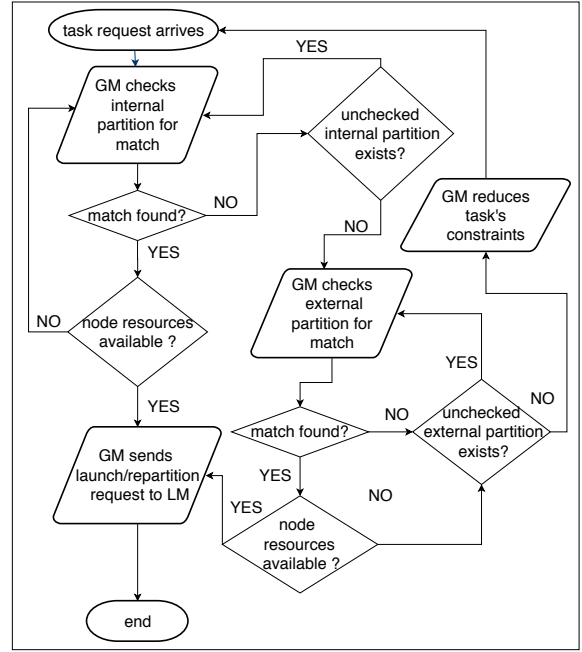 task request arrives
YES
GM checks
internal
partition for
match
unchecked
internal partition
exists?
NO
match found?
GM reduces
task's
constraints
NO
YES
GM checks
external
partition for
match
NO
node resources
available ?
YES
NO
YES
match found?
NO
unchecked
external partition
exists?
GM sends
launch/repartition
request to LM
YES
NO
YES
node
resources
available ?
end